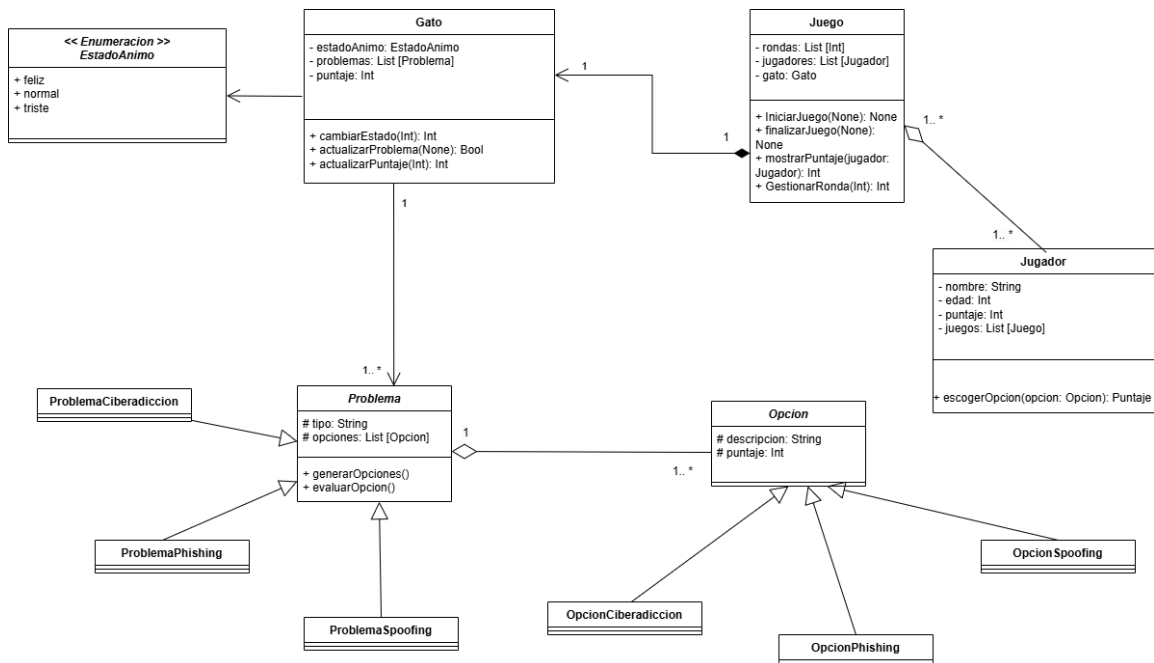 << Enumeracion >>
EstadoAnimo
+ feliz
+ normal
+ triste
Gato
- estadoAnimo: EstadoAnimo
- problemas: List [Problema]
- puntaje: Int
+ cambiarEstado(Int): Int
+ actualizarProblema(None): Bool
+ actualizarPuntaje(Int): Int
1
1
Juego
- rondas: List [Int]
- jugadores: List [Jugador]
- gato: Gato
+ IniciarJuego(None): None
+ finalizarJuego(None):
None
+ mostrarPuntaje(jugador:
Jugador): Int
+ GestionarRonda(Int): Int
1.. *
1.. *
Jugador
- nombre: String
- edad: Int
- puntaje: Int
- juegos: List [Juego]
+ escogerOpcion(opcion: Opcion): Puntaje
1
1.. *
ProblemaCiberadiccion
Problema
# tipo: String
# opciones: List [Opcion]
+ generarOpciones()
+ evaluarOpcion()
1
1.. *
Opcion
# descripcion: String
# puntaje: Int
ProblemaPhishing
ProblemaSpoofing
OpcionCiberadiccion
OpcionPhishing
OpcionSpoofing